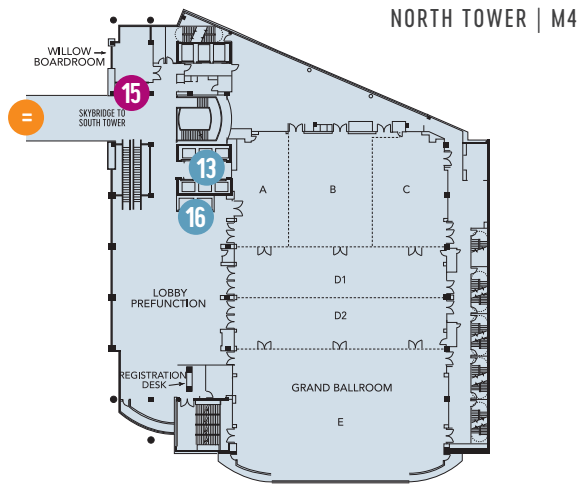 NORTH TOWER | M4
WILLOW
BOARDROOM
15
=
SKYBRIDGE TO
SOUTH TOWER
13
A
B
C
16
D1
LOBBY
PREFUNCTION
D2
REGISTRATION
DESK
GRAND BALLROOM
E